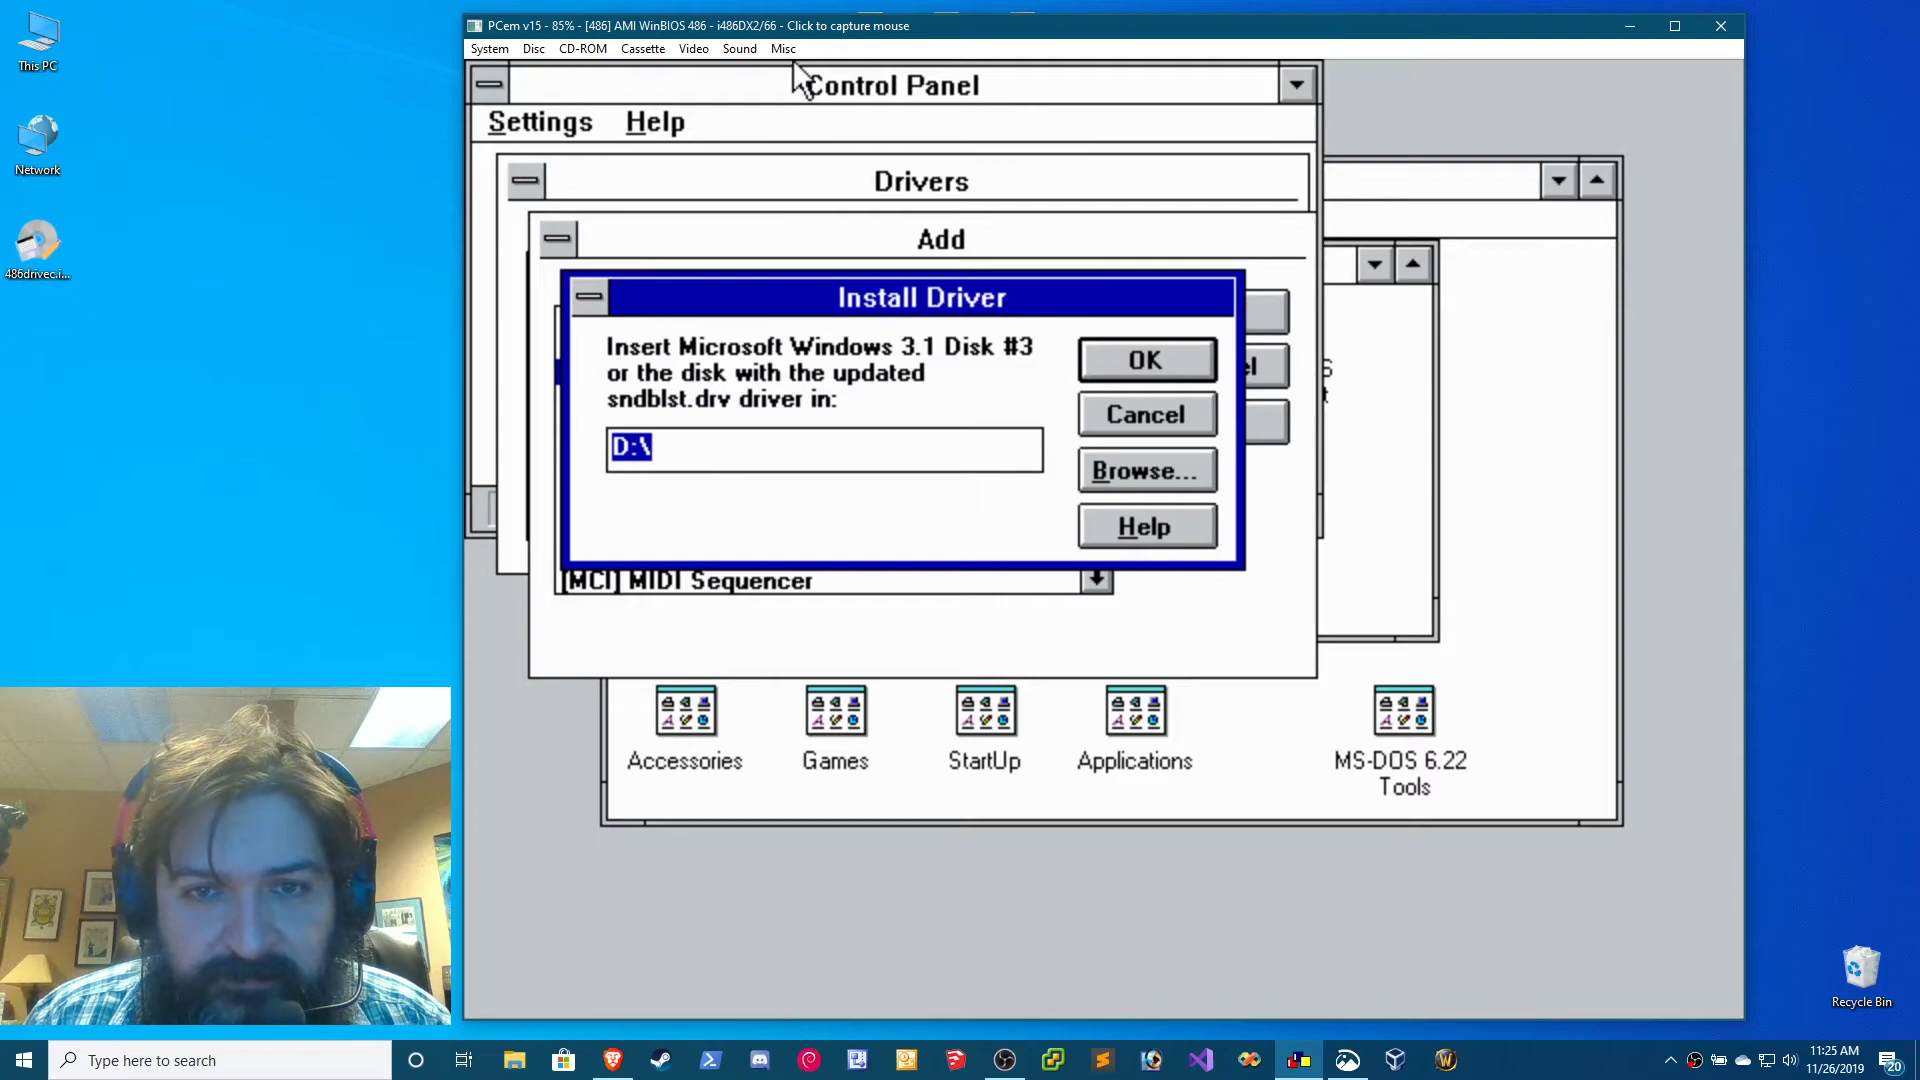 This PC
Network
486drivec.i...
PCem v15 - 85% - [486] AMI WinBIOS 486 - i486DX2/66 - Click to capture mouse
System Disc CD-ROM Cassette Video Sound Misc
Control Panel
Settings Help
Drivers
Add
Install Driver
Insert Microsoft Windows 3.1 Disk #3
or the disk with the updated
sndblst.drv driver in:
D:\
OK
Cancel
Browse...
Help
[MCI] MIDI Sequencer
Accessories Games StartUp Applications MS-DOS 6.22
Tools
Recycle Bin
Type here to search
11:25 AM
11/26/2019
20